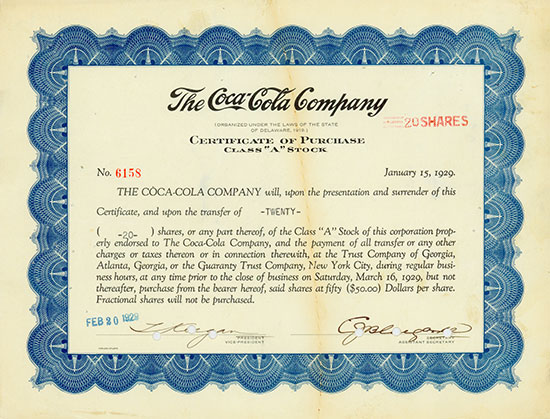 The Coca-Cola Company
(ORGANIZED UNDER THE LAWS OF THE STATE
OF DELAWARE, 1919.)
20 SHARES
CERTIFICATE OF PURCHASE
CLASS "A" STOCK
No. 6158 January 15, 1929.
THE COCA-COLA COMPANY will, upon the presentation and surrender of this
Certificate, and upon the transfer of -TWENTY-
( -20- ) shares, or any part thereof, of the Class "A" Stock of this corporation prop-
erly endorsed to The Coca-Cola Company, and the payment of all transfer or any other
charges or taxes thereon or in connection therewith, at the Trust Company of Georgia,
Atlanta, Georgia, or the Guaranty Trust Company, New York City, during regular busi-
ness hours, at any time prior to the close of business on Saturday, March 16, 1929, but not
thereafter, purchase from the bearer hereof, said shares at fifty ($50.00) Dollars per share.
Fractional shares will not be purchased.
FEB 20 1929
PRESIDENT
VICE-PRESIDENT
SECRETARY
ASSISTANT SECRETARY